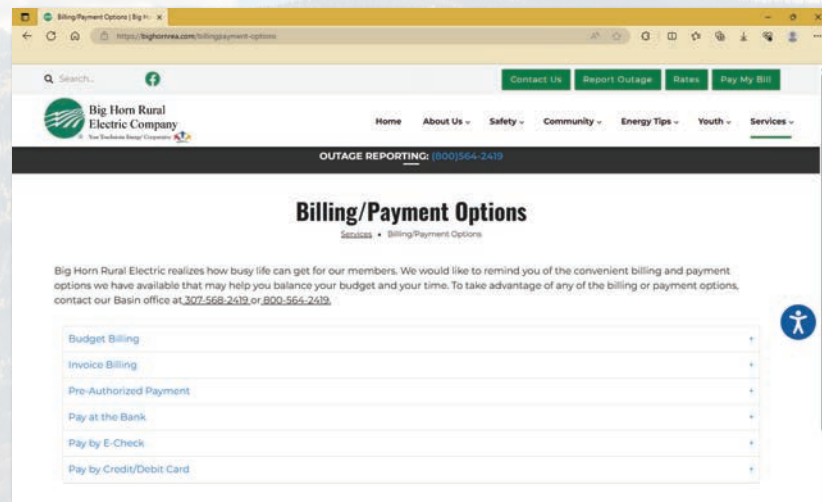 Billing/Payment Options | Big H
https://bighornrea.com/billingpayment-options
Search..
Contact Us
Report Outage
Rates
Pay My Bill
Big Horn Rural
Electric Company
Your Touchstone Energy® Cooperative
Home
About Us
Safety
Community
Energy Tips
Youth
Services
OUTAGE REPORTING: (800)564-2419
Billing/Payment Options
Services • Billing/Payment Options
Big Horn Rural Electric realizes how busy life can get for our members. We would like to remind you of the convenient billing and payment
options we have available that may help you balance your budget and your time. To take advantage of any of the billing or payment options,
contact our Basin office at 307-568-2419 or 800-564-2419.
Budget Billing +
Invoice Billing +
Pre-Authorized Payment +
Pay at the Bank +
Pay by E-Check +
Pay by Credit/Debit Card +